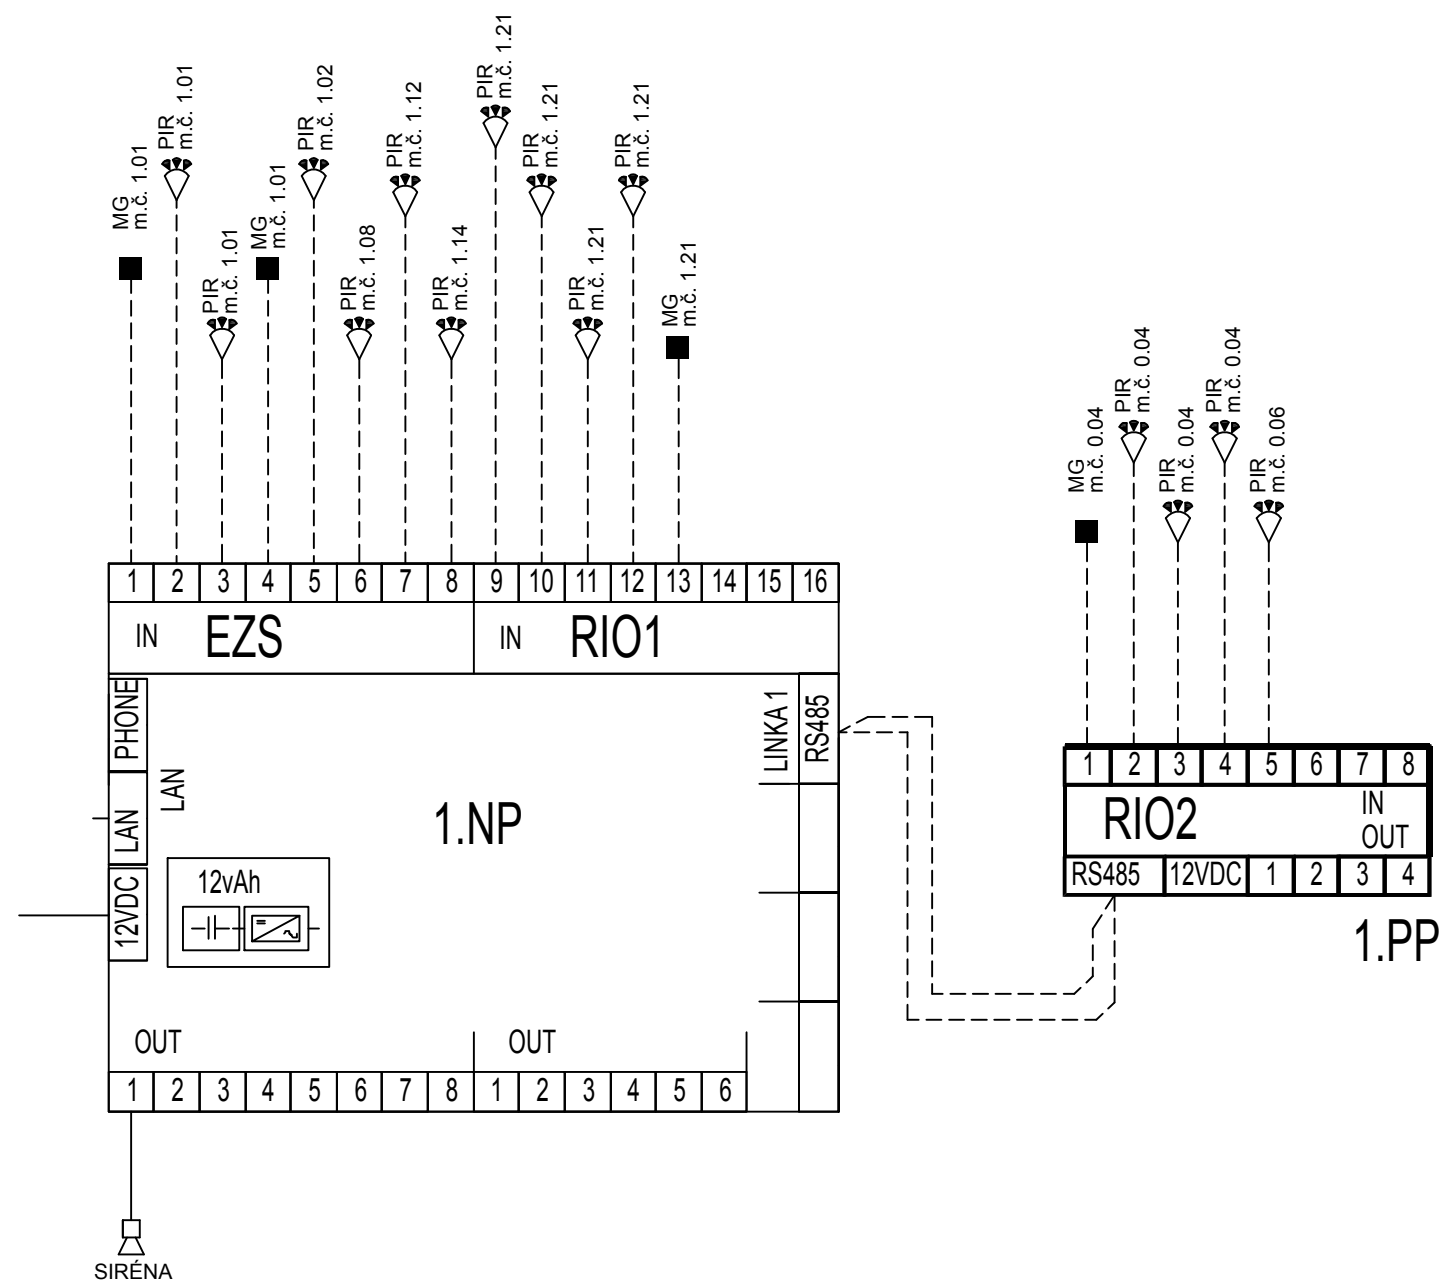 MG
m.č. 1.01
PIR
m.č. 1.01
PIR
m.č. 1.01
MG
m.č. 1.01
PIR
m.č. 1.02
PIR
m.č. 1.08
PIR
m.č. 1.12
PIR
m.č. 1.14
PIR
m.č. 1.21
PIR
m.č. 1.21
PIR
m.č. 1.21
PIR
m.č. 1.21
MG
m.č. 1.21
1 2 3 4 5 6 7 8 9 10 11 12 13 14 15 16
IN EZS IN RIO1
PHONE
LAN
LAN
12VDC
12vAh
1.NP
LINKA 1
RS485
OUT OUT
1 2 3 4 5 6 7 8 1 2 3 4 5 6
SIRÉNA
MG
m.č. 0.04
PIR
m.č. 0.04
PIR
m.č. 0.04
PIR
m.č. 0.04
PIR
m.č. 0.06
1 2 3 4 5 6 7 8
RIO2 IN
OUT
RS485 12VDC 1 2 3 4
1.PP